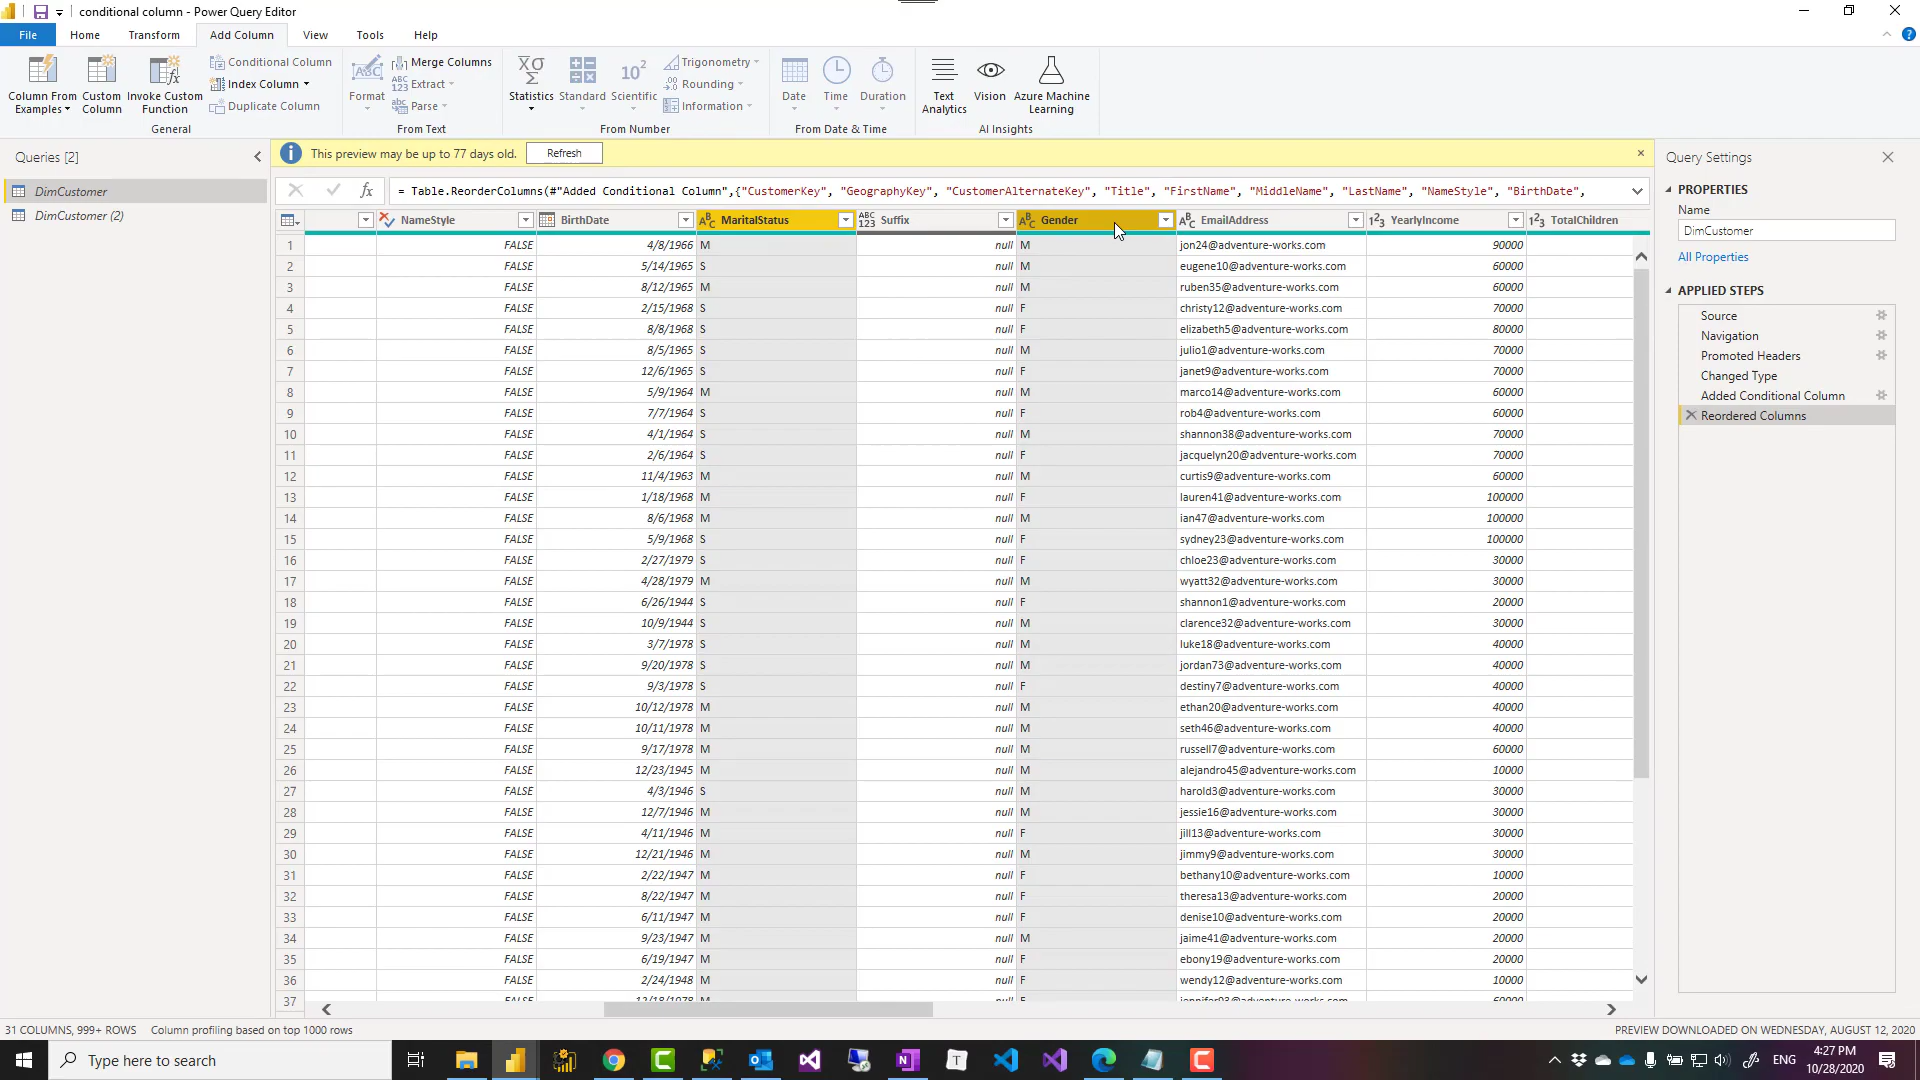 conditional column - Power Query Editor
File Home Transform Add Column View Tools Help
Column From Examples
Custom Column
Invoke Custom Function
Conditional Column
Index Column
Duplicate Column
General
Format
Merge Columns
Extract
Parse
From Text
Statistics
Standard
Scientific
Trigonometry
Rounding
Information
From Number
Date
Time
Duration
From Date & Time
Text Analytics
Vision
Azure Machine Learning
AI Insights
Queries [2]
DimCustomer
DimCustomer (2)
This preview may be up to 77 days old. Refresh
= Table.ReorderColumns(#"Added Conditional Column",{"CustomerKey", "GeographyKey", "CustomerAlternateKey", "Title", "FirstName", "MiddleName", "LastName", "NameStyle", "BirthDate",
NameStyle BirthDate MaritalStatus Suffix Gender EmailAddress YearlyIncome TotalChildren
1 FALSE 4/8/1966 M null M jon24@adventure-works.com 90000
2 FALSE 5/14/1965 S null M eugene10@adventure-works.com 60000
3 FALSE 8/12/1965 M null M ruben35@adventure-works.com 60000
4 FALSE 2/15/1968 S null F christy12@adventure-works.com 70000
5 FALSE 8/8/1968 S null F elizabeth5@adventure-works.com 80000
6 FALSE 8/5/1965 S null M julio1@adventure-works.com 70000
7 FALSE 12/6/1965 S null F janet9@adventure-works.com 70000
8 FALSE 5/9/1964 M null M marco14@adventure-works.com 60000
9 FALSE 7/7/1964 S null F rob4@adventure-works.com 60000
10 FALSE 4/1/1964 S null M shannon38@adventure-works.com 70000
11 FALSE 2/6/1964 S null F jacquelyn20@adventure-works.com 70000
12 FALSE 11/4/1963 M null M curtis9@adventure-works.com 60000
13 FALSE 1/18/1968 M null F lauren41@adventure-works.com 100000
14 FALSE 8/6/1968 M null M ian47@adventure-works.com 100000
15 FALSE 5/9/1968 S null F sydney23@adventure-works.com 100000
16 FALSE 2/27/1979 S null F chloe23@adventure-works.com 30000
17 FALSE 4/28/1979 M null M wyatt32@adventure-works.com 30000
18 FALSE 6/26/1944 S null F shannon1@adventure-works.com 20000
19 FALSE 10/9/1944 S null M clarence32@adventure-works.com 30000
20 FALSE 3/7/1978 S null M luke18@adventure-works.com 40000
21 FALSE 9/20/1978 S null M jordan73@adventure-works.com 40000
22 FALSE 9/3/1978 S null F destiny7@adventure-works.com 40000
23 FALSE 10/12/1978 M null M ethan20@adventure-works.com 40000
24 FALSE 10/11/1978 M null M seth46@adventure-works.com 40000
25 FALSE 9/17/1978 M null M russell7@adventure-works.com 60000
26 FALSE 12/23/1945 M null M alejandro45@adventure-works.com 10000
27 FALSE 4/3/1946 S null M harold3@adventure-works.com 30000
28 FALSE 12/7/1946 M null M jessie16@adventure-works.com 30000
29 FALSE 4/11/1946 M null F jill13@adventure-works.com 30000
30 FALSE 12/21/1946 M null M jimmy9@adventure-works.com 30000
31 FALSE 2/22/1947 M null F bethany10@adventure-works.com 10000
32 FALSE 8/22/1947 M null F theresa13@adventure-works.com 20000
33 FALSE 6/11/1947 M null F denise10@adventure-works.com 20000
34 FALSE 9/23/1947 M null M jaime41@adventure-works.com 20000
35 FALSE 6/19/1947 M null F ebony19@adventure-works.com 20000
36 FALSE 2/24/1948 M null F wendy12@adventure-works.com 10000
37
Query Settings
PROPERTIES
Name
DimCustomer
All Properties
APPLIED STEPS
Source
Navigation
Promoted Headers
Changed Type
Added Conditional Column
Reordered Columns
31 COLUMNS, 999+ ROWS Column profiling based on top 1000 rows
PREVIEW DOWNLOADED ON WEDNESDAY, AUGUST 12, 2020
Type here to search
ENG
4:27 PM
10/28/2020